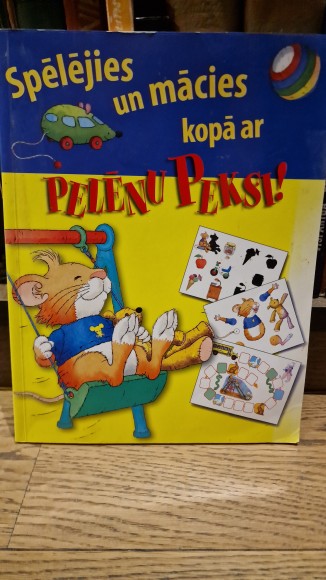 Spēlējies
un mācies
kopā ar
PELĒNU PEKSI!